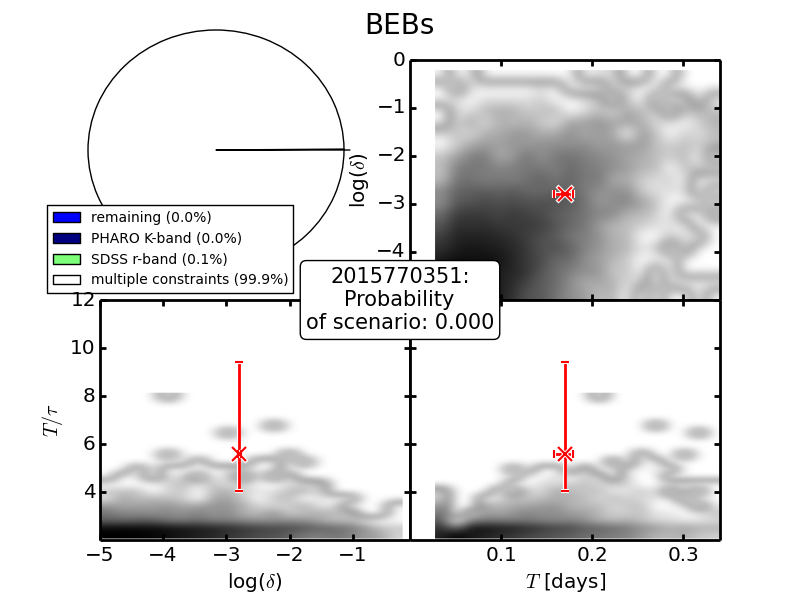 BEBs
remaining (0.0%)
PHARO K-band (0.0%)
SDSS r-band (0.1%)
multiple constraints (99.9%)
log(δ)
0
−1
−2
−3
−4
2015770351:
Probability
of scenario: 0.000
T/τ
12
10
8
6
4
−5 −4 −3 −2 −1
log(δ)
0.1 0.2 0.3
T [days]